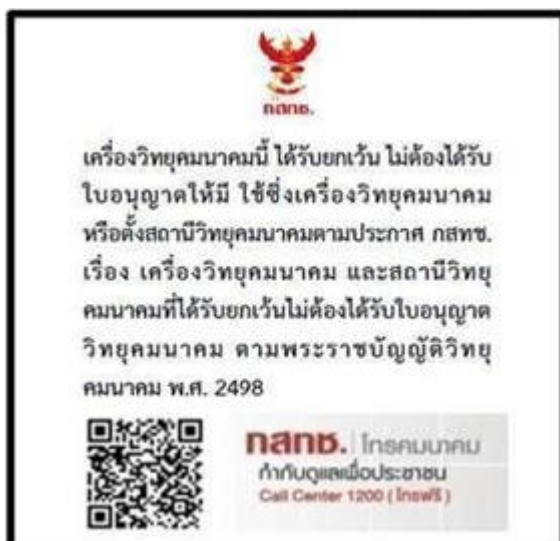 กสทช.
เครื่องวิทยุคมนาคมนี้ ได้รับยกเว้น ไม่ต้องได้รับ
ใบอนุญาตให้มี ใช้ซึ่งเครื่องวิทยุคมนาคม
หรือตั้งสถานีวิทยุคมนาคมตามประกาศ กสทช.
เรื่อง เครื่องวิทยุคมนาคม และสถานีวิทยุ
คมนาคมที่ได้รับยกเว้นไม่ต้องได้รับใบอนุญาต
วิทยุคมนาคม ตามพระราชบัญญัติวิทยุ
คมนาคม พ.ศ. 2498
กสทช. | โทรคมนาคม
กำกับดูแลเพื่อประชาชน
Call Center 1200 (โทรฟรี)